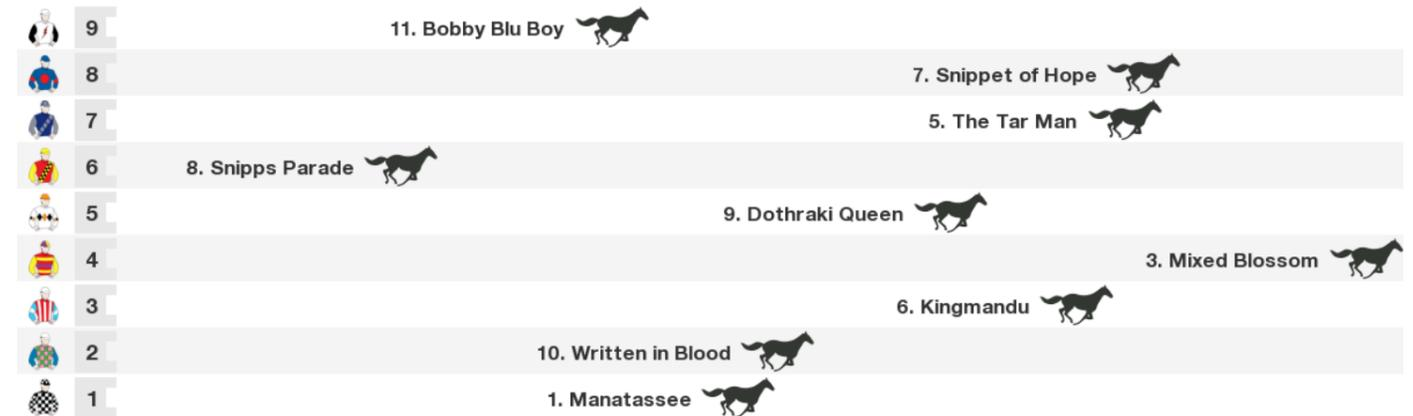 9 11. Bobby Blu Boy
8 7. Snippet of Hope
7 5. The Tar Man
6 8. Snipps Parade
5 9. Dothraki Queen
4 3. Mixed Blossom
3 6. Kingmandu
2 10. Written in Blood
1 1. Manatassee